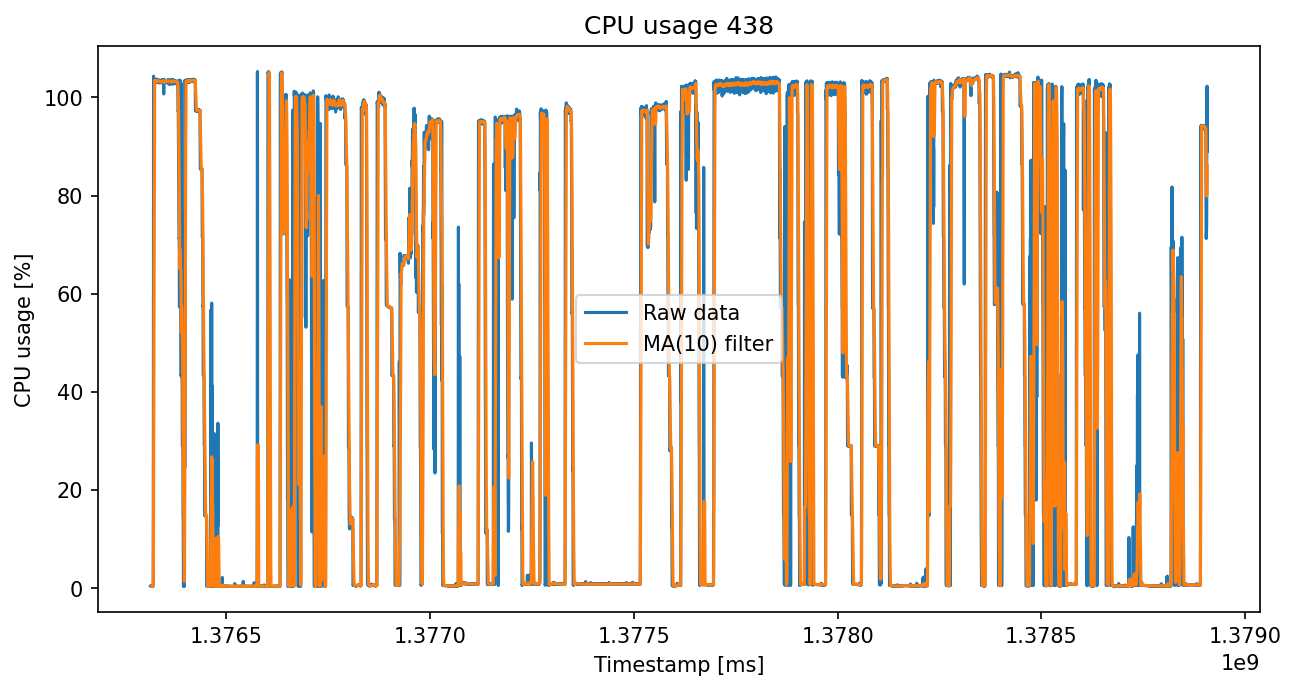 CPU usage 438
CPU usage [%]
100
80
60
40
20
0
Raw data
MA(10) filter
1.3765 1.3770 1.3775 1.3780 1.3785 1.3790
1e9
Timestamp [ms]